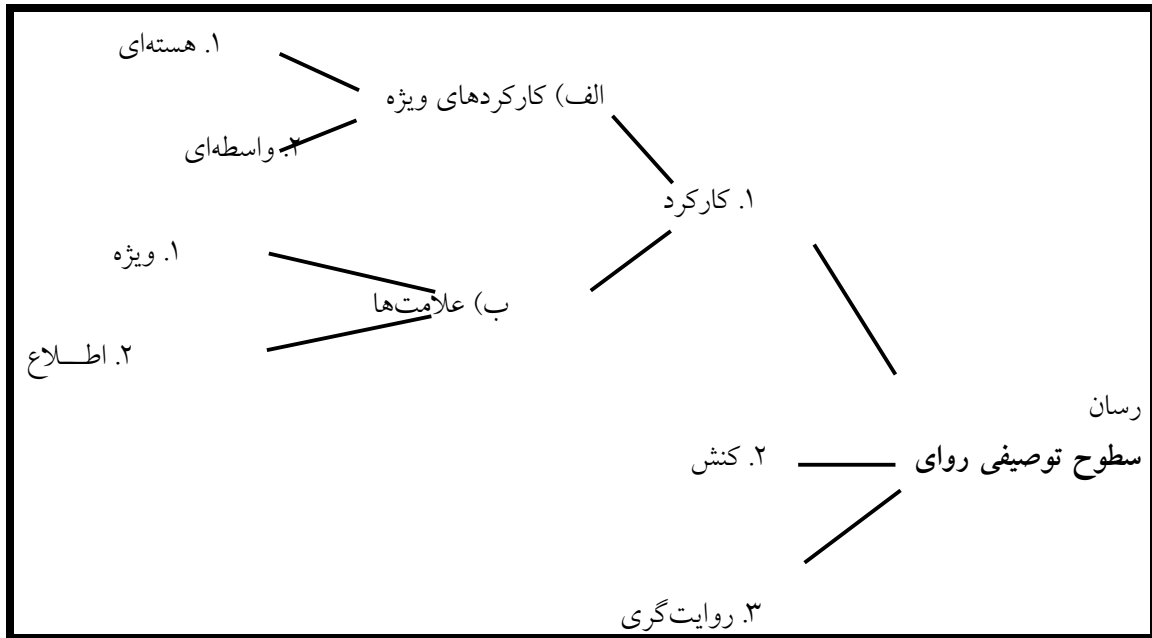 ۱. هسته‌ای
الف) کارکردهای ویژه
۲. واسطه‌ای
۱. کارکرد
۱. ویژه
ب) علامت‌ها
۲. اطـــلاع
رسان
سطوح توصیفی روای
۲. کنش
۳. روایت‌گری